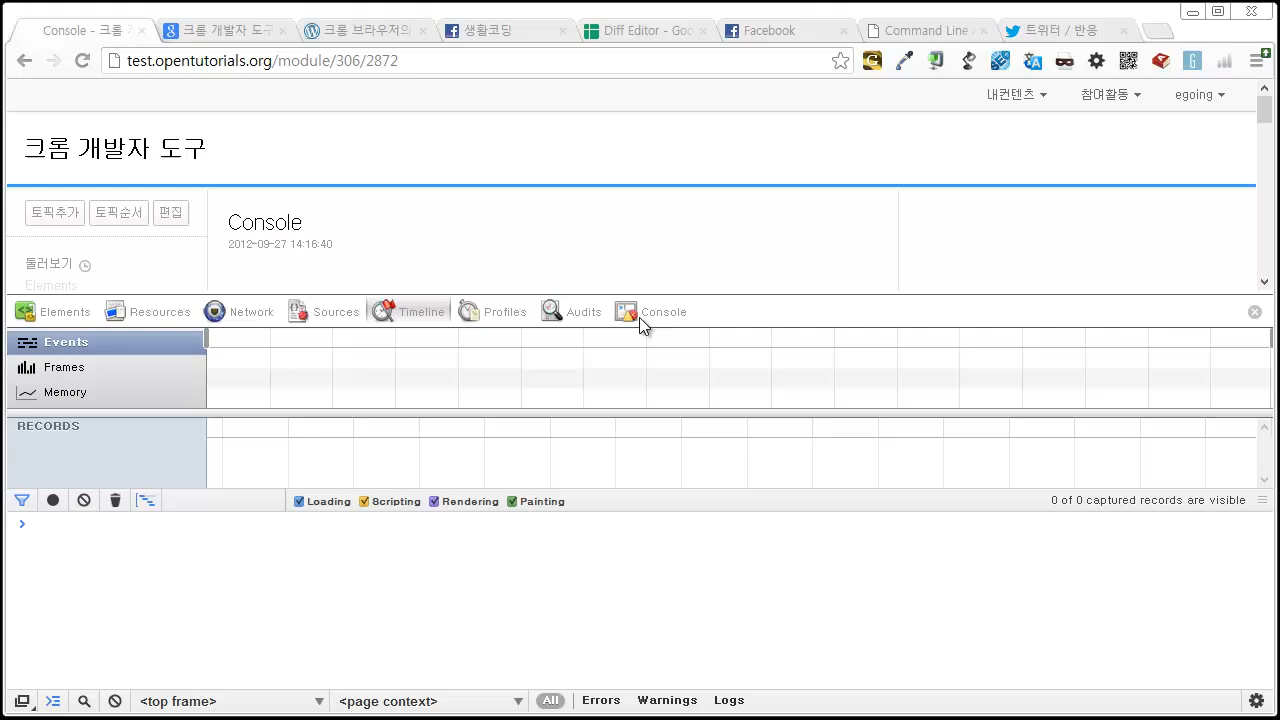 Console - 크롬
크롬 개발자 도구
크롬 브라우저의
생활코딩
Diff Editor - Goo
Facebook
Command Line
트위터 / 반응
test.opentutorials.org/module/306/2872
내컨텐츠
참여활동
egoing
크롬 개발자 도구
토픽추가
토픽순서
편집
Console
2012-09-27 14:16:40
둘러보기
Elements
Elements
Resources
Network
Sources
Timeline
Profiles
Audits
Console
Events
Frames
Memory
RECORDS
Loading
Scripting
Rendering
Painting
0 of 0 captured records are visible
<top frame>
<page context>
All
Errors
Warnings
Logs